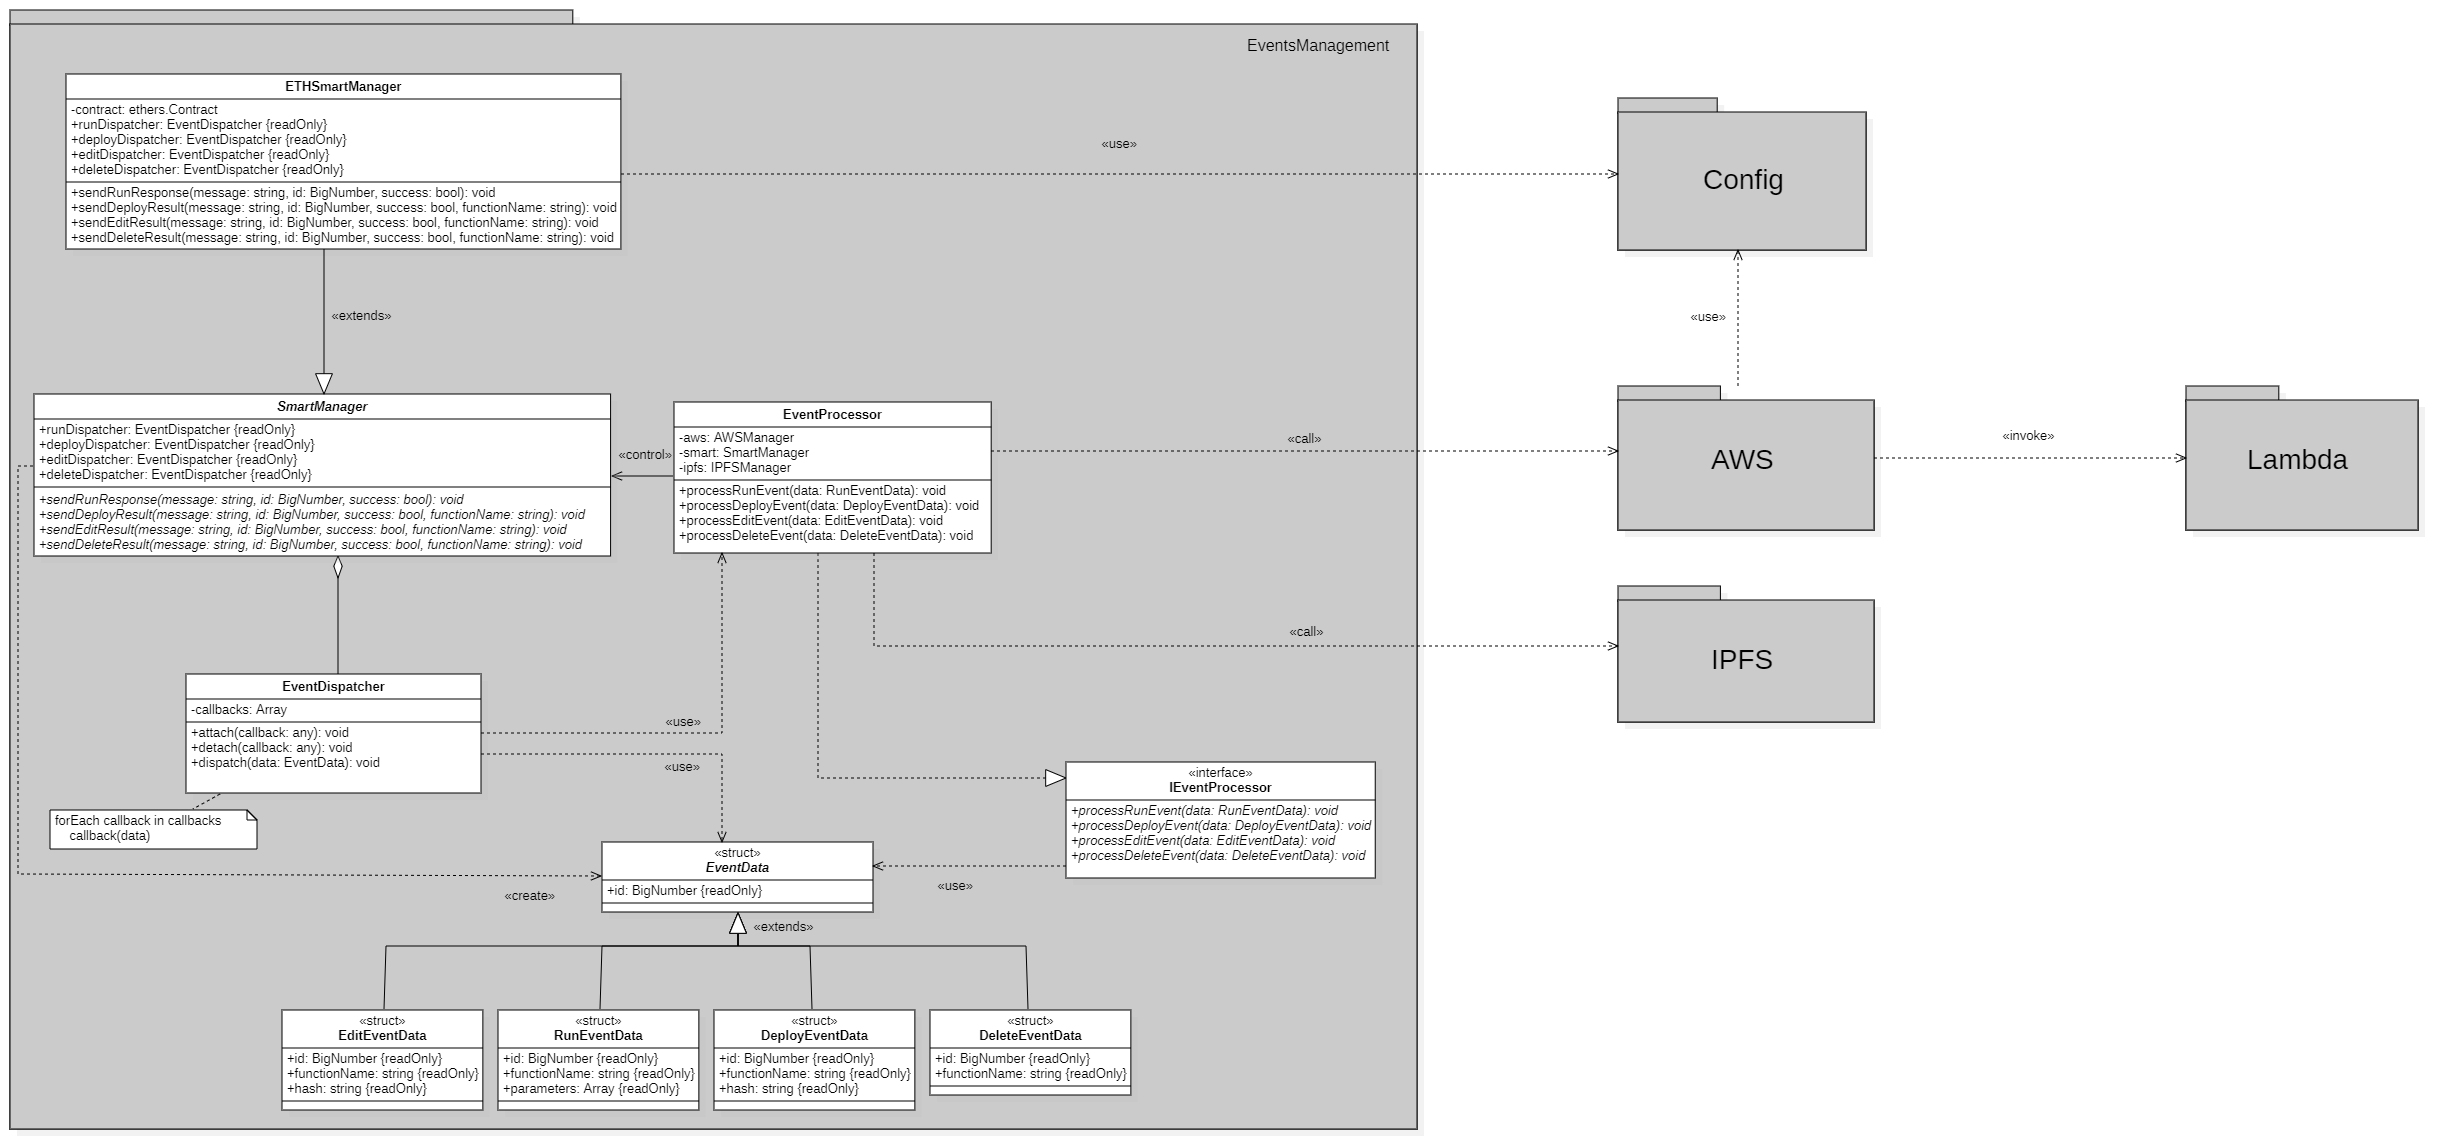 EventsManagement
ETHSmartManager
-contract: ethers.Contract
+runDispatcher: EventDispatcher {readOnly}
+deployDispatcher: EventDispatcher {readOnly}
+editDispatcher: EventDispatcher {readOnly}
+deleteDispatcher: EventDispatcher {readOnly}
+sendRunResponse(message: string, id: BigNumber, success: bool): void
+sendDeployResult(message: string, id: BigNumber, success: bool, functionName: string): void
+sendEditResult(message: string, id: BigNumber, success: bool, functionName: string): void
+sendDeleteResult(message: string, id: BigNumber, success: bool, functionName: string): void
«use»
Config
«extends»
«use»
SmartManager
+runDispatcher: EventDispatcher {readOnly}
+deployDispatcher: EventDispatcher {readOnly}
+editDispatcher: EventDispatcher {readOnly}
+deleteDispatcher: EventDispatcher {readOnly}
+sendRunResponse(message: string, id: BigNumber, success: bool): void
+sendDeployResult(message: string, id: BigNumber, success: bool, functionName: string): void
+sendEditResult(message: string, id: BigNumber, success: bool, functionName: string): void
+sendDeleteResult(message: string, id: BigNumber, success: bool, functionName: string): void
«control»
EventProcessor
-aws: AWSManager
-smart: SmartManager
-ipfs: IPFSManager
+processRunEvent(data: RunEventData): void
+processDeployEvent(data: DeployEventData): void
+processEditEvent(data: EditEventData): void
+processDeleteEvent(data: DeleteEventData): void
«call»
AWS
«invoke»
Lambda
«call»
IPFS
EventDispatcher
-callbacks: Array
+attach(callback: any): void
+detach(callback: any): void
+dispatch(data: EventData): void
«use»
«use»
forEach callback in callbacks
callback(data)
«interface»
IEventProcessor
+processRunEvent(data: RunEventData): void
+processDeployEvent(data: DeployEventData): void
+processEditEvent(data: EditEventData): void
+processDeleteEvent(data: DeleteEventData): void
«struct»
EventData
+id: BigNumber {readOnly}
«use»
«create»
«extends»
«struct»
EditEventData
+id: BigNumber {readOnly}
+functionName: string {readOnly}
+hash: string {readOnly}
«struct»
RunEventData
+id: BigNumber {readOnly}
+functionName: string {readOnly}
+parameters: Array {readOnly}
«struct»
DeployEventData
+id: BigNumber {readOnly}
+functionName: string {readOnly}
+hash: string {readOnly}
«struct»
DeleteEventData
+id: BigNumber {readOnly}
+functionName: string {readOnly}